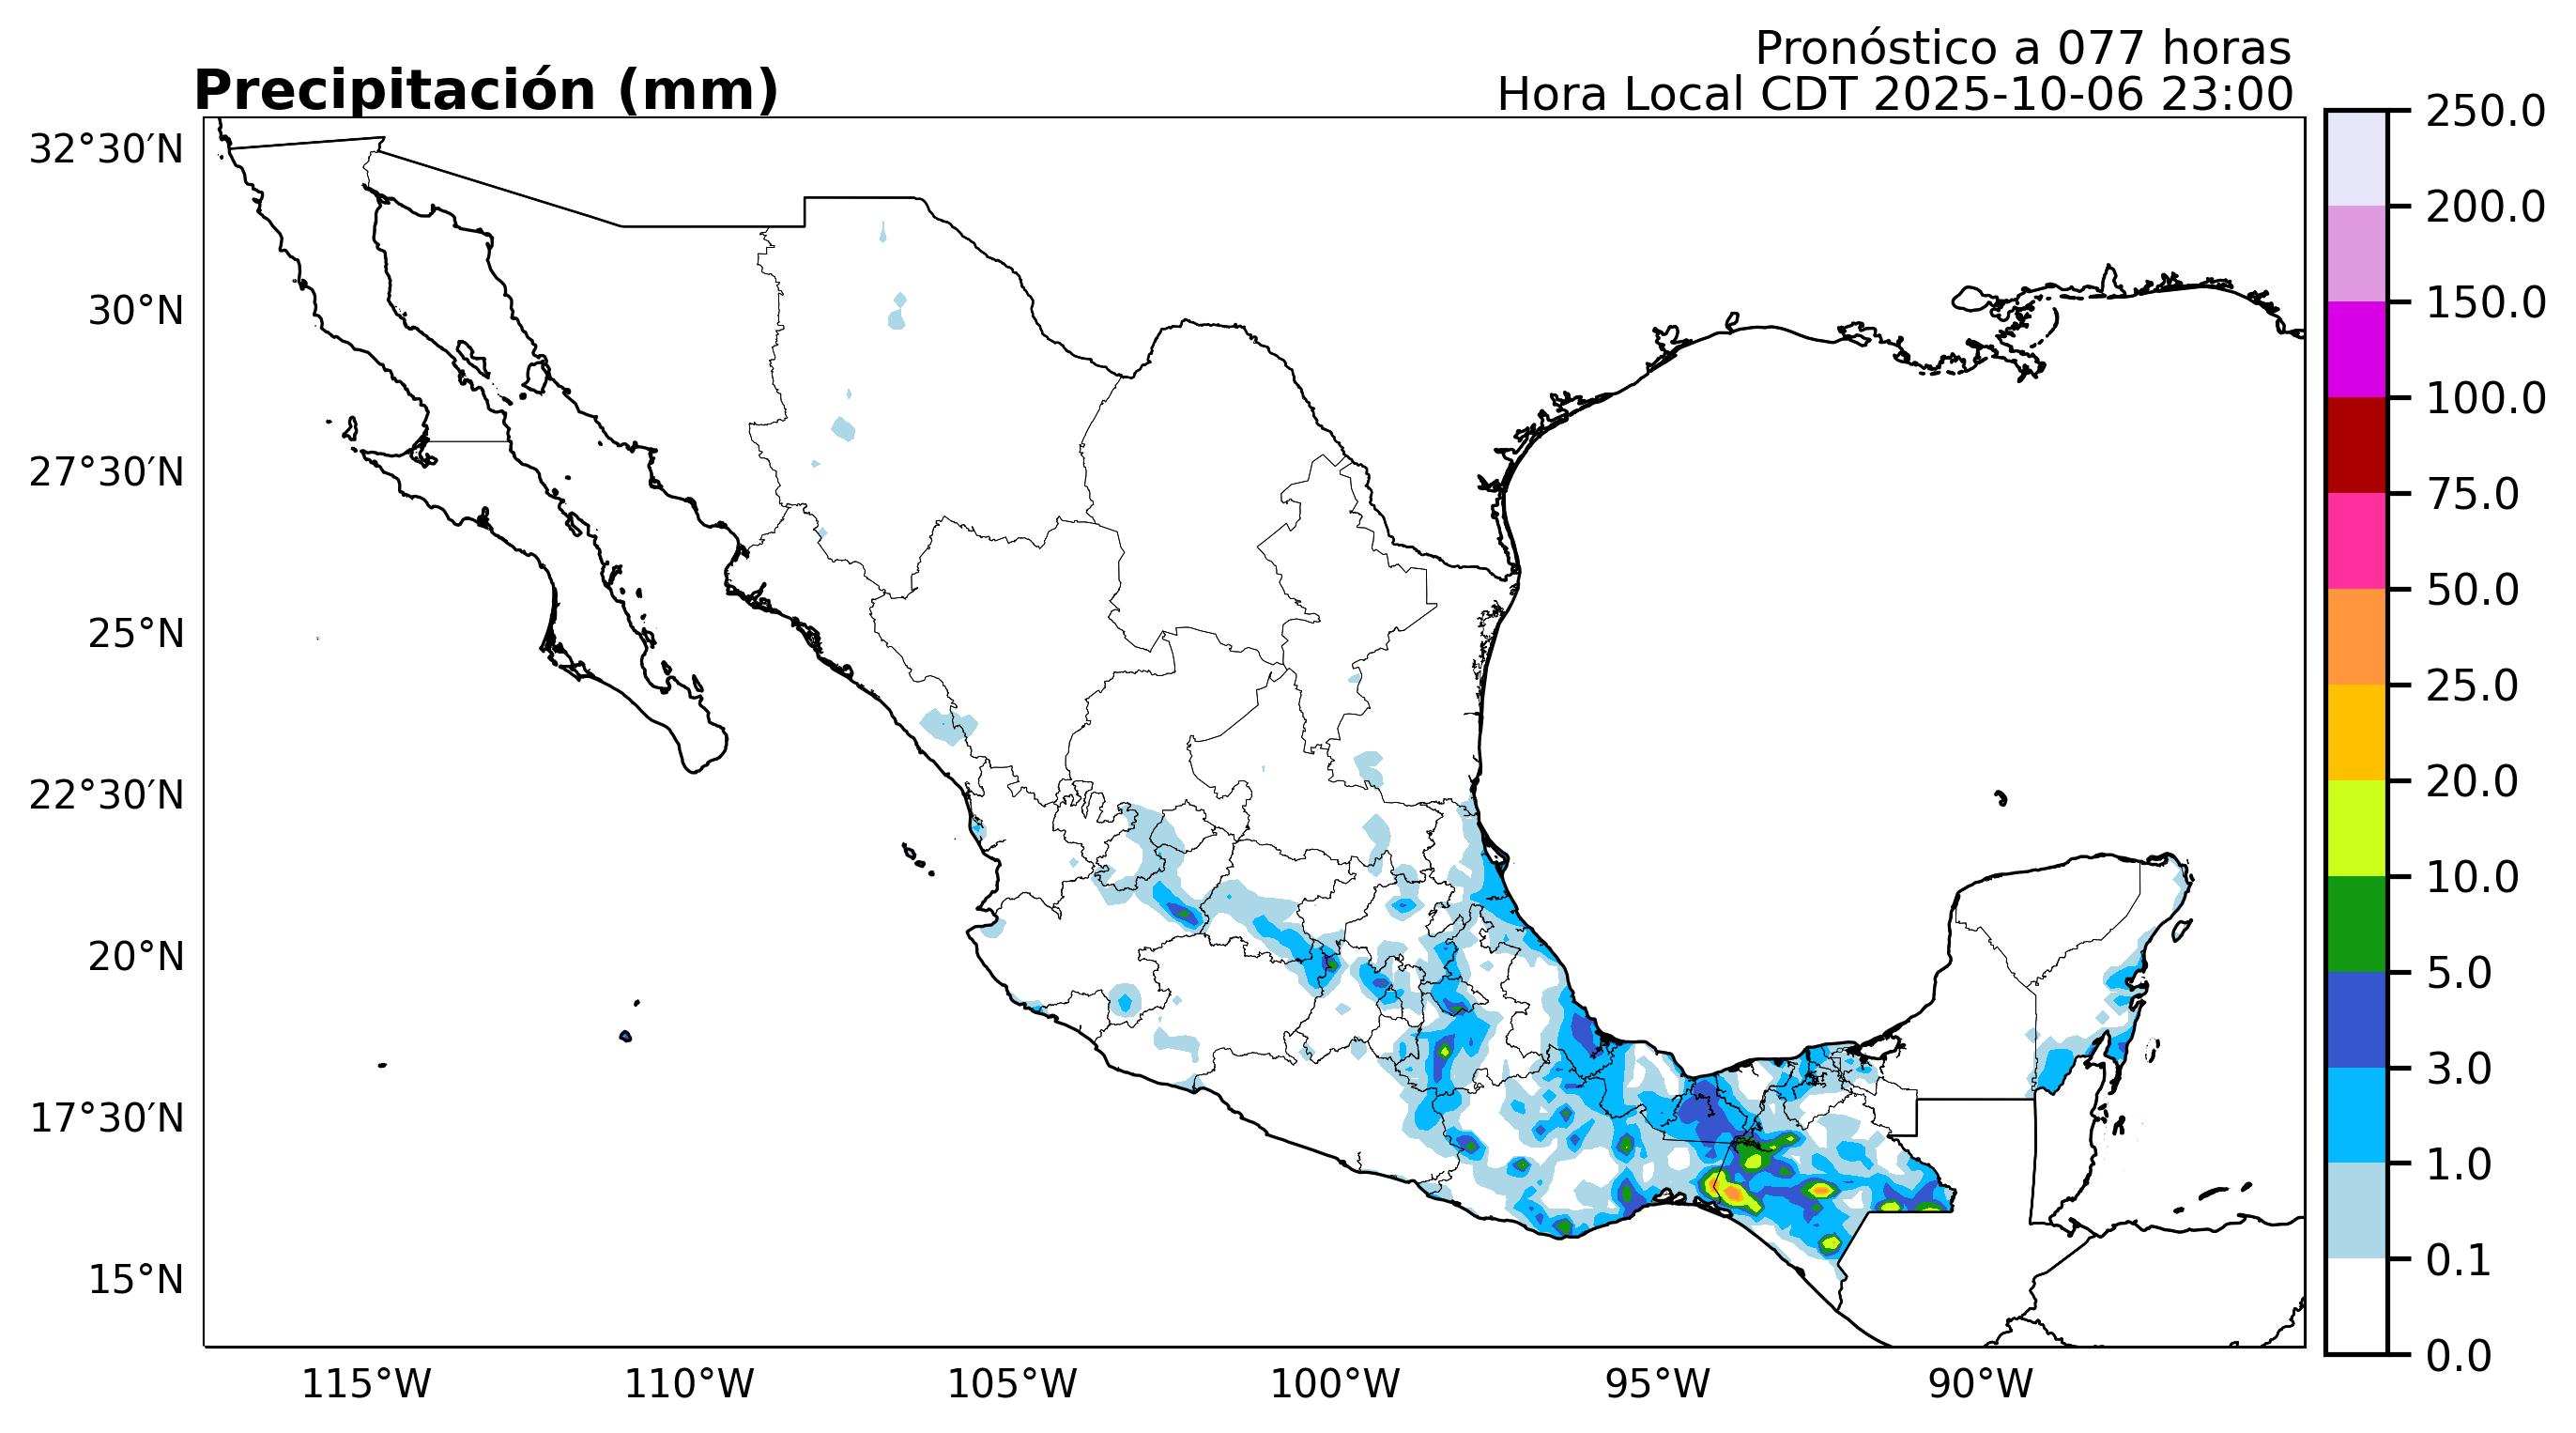 Pronóstico a 077 horas
Precipitación (mm)
Hora Local CDT 2025-10-06 23:00
32°30′N
30°N
27°30′N
25°N
22°30′N
20°N
17°30′N
15°N
115°W
110°W
105°W
100°W
95°W
90°W
250.0
200.0
150.0
100.0
75.0
50.0
25.0
20.0
10.0
5.0
3.0
1.0
0.1
0.0